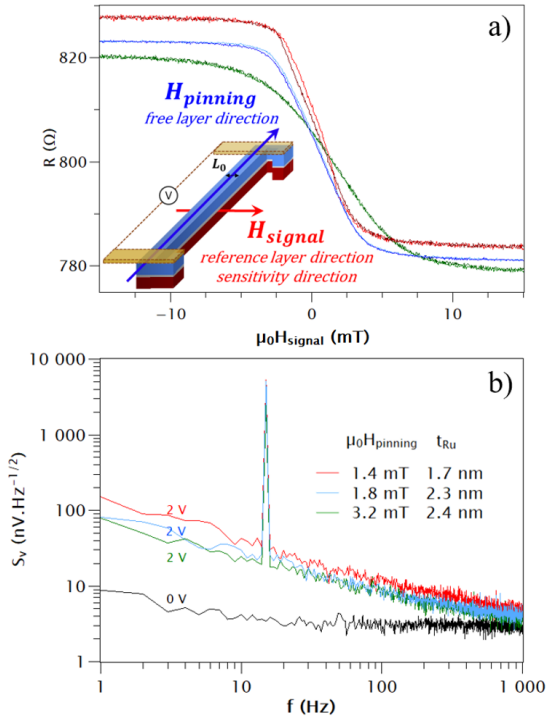 a)
820
800
780
R (Ω)
H_pinning
free layer direction
L_0
V
H_signal
reference layer direction
sensitivity direction
−10 0 10
μ_0H_signal (mT)
b)
10 000
1 000
100
10
1
S_v (nV.Hz^{-1/2})
μ_0H_pinning t_Ru
1.4 mT 1.7 nm
1.8 mT 2.3 nm
3.2 mT 2.4 nm
2 V
2 V
2 V
0 V
1 10 100 1 000
f (Hz)